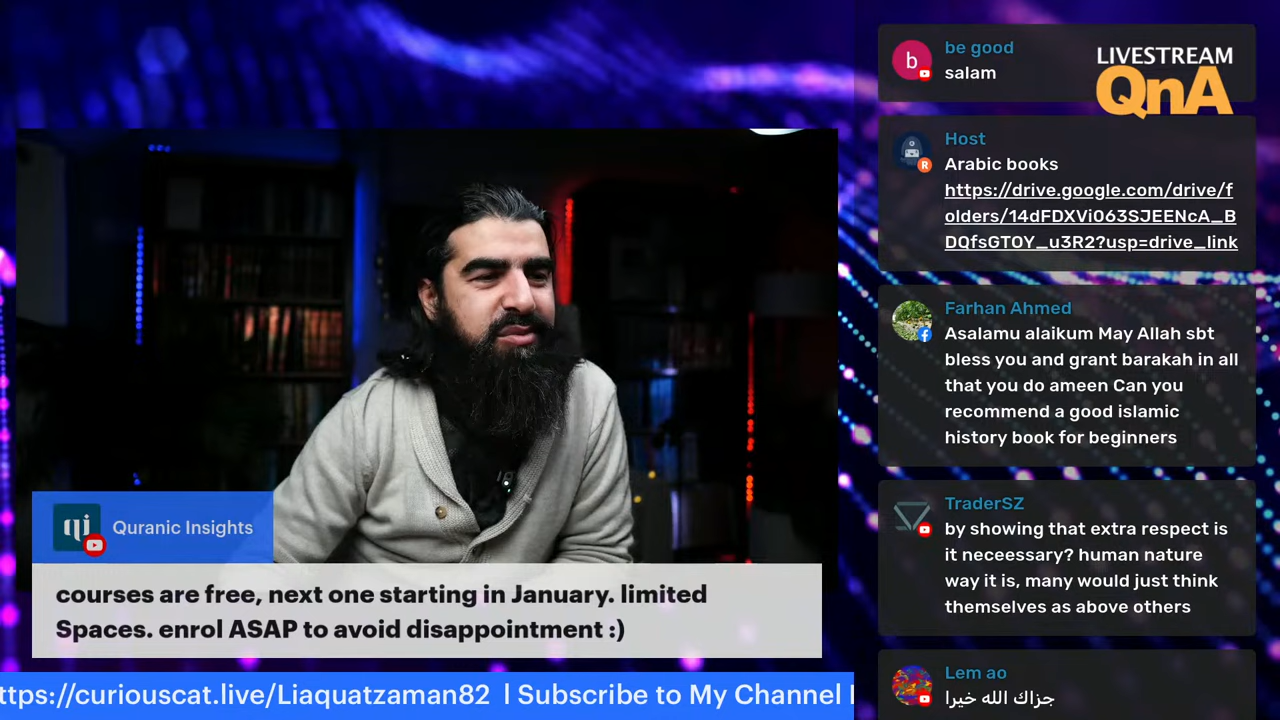 Quranic Insights
courses are free, next one starting in January. limited
Spaces. enrol ASAP to avoid disappointment :)
ttps://curiouscat.live/Liaquatzaman82 | Subscribe to My Channel
LIVESTREAM
QnA
b
be good
salam
Host
Arabic books
https://drive.google.com/drive/f
olders/14dFDXVi063SJEENcA_B
DQfsGTOY_u3R2?usp=drive_link
Farhan Ahmed
Asalamu alaikum May Allah sbt
bless you and grant barakah in all
that you do ameen Can you
recommend a good islamic
history book for beginners
TraderSZ
by showing that extra respect is
it neceessary? human nature
way it is, many would just think
themselves as above others
Lem ao
جزاك الله خيرا